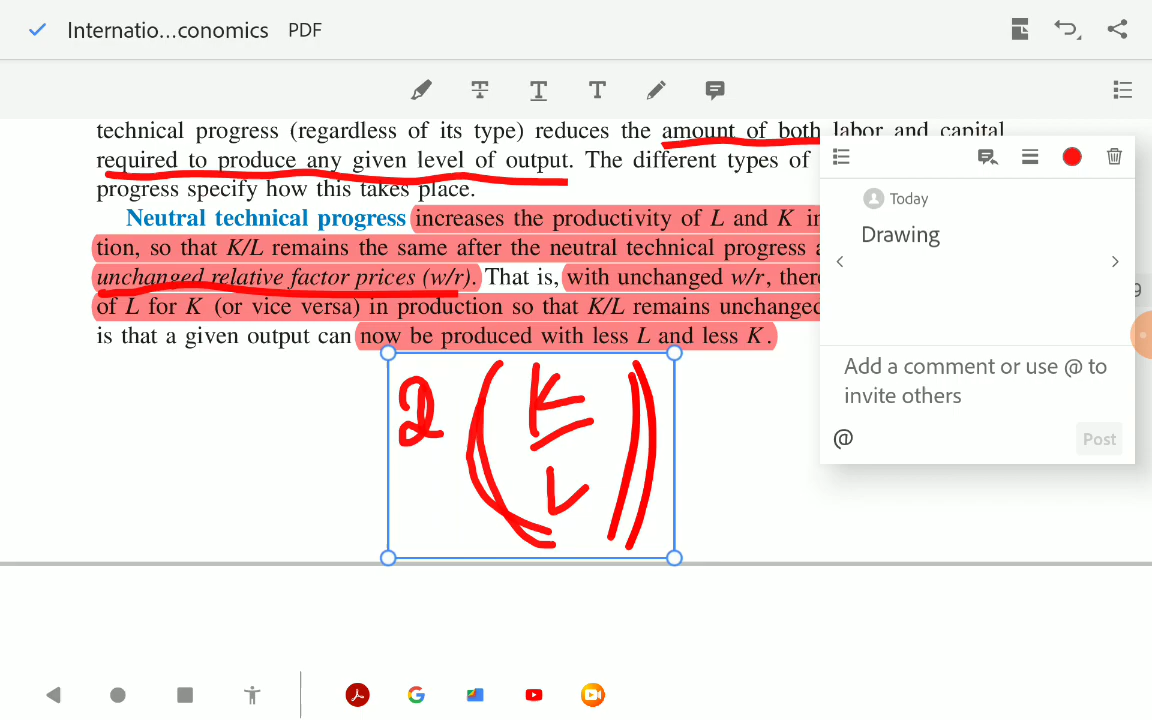 Internatio...conomics PDF
technical progress (regardless of its type) reduces the amount of both labor and capital
required to produce any given level of output. The different types of
progress specify how this takes place.
Neutral technical progress increases the productivity of L and K in
tion, so that K/L remains the same after the neutral technical progress a
unchanged relative factor prices (w/r). That is, with unchanged w/r, there
of L for K (or vice versa) in production so that K/L remains unchanged
is that a given output can now be produced with less L and less K.
2 ( K
L )
Today
Drawing
9
Add a comment or use @ to
invite others
@ Post